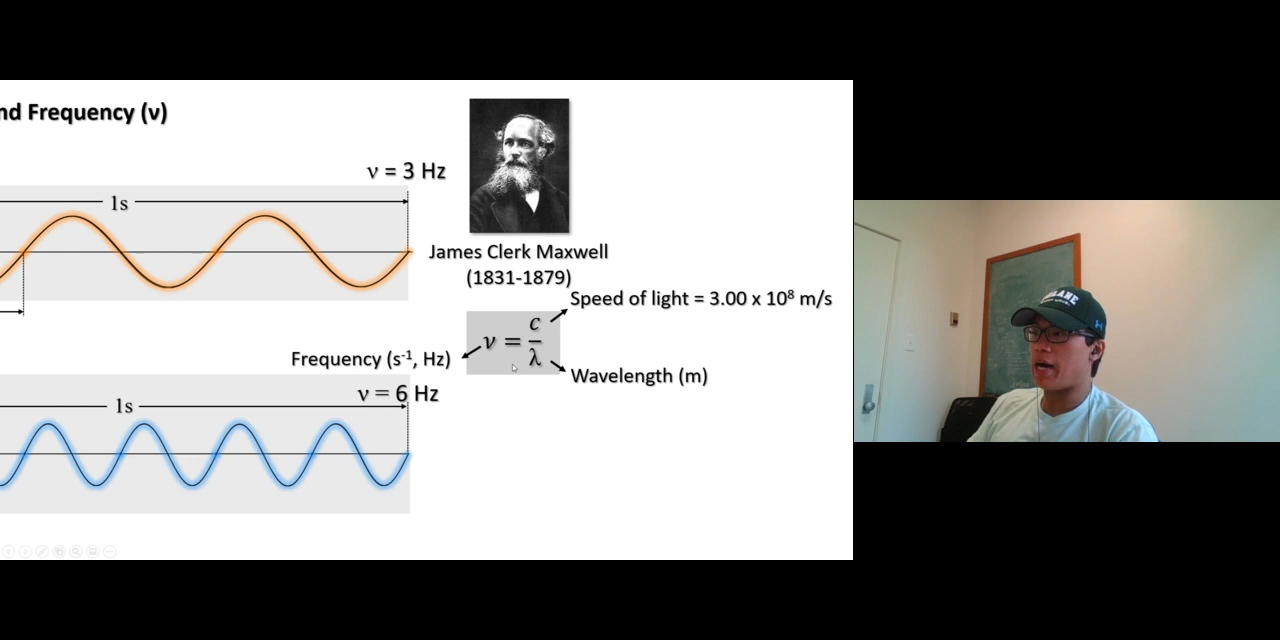 nd Frequency (ν)
ν = 3 Hz
1s
James Clerk Maxwell
(1831-1879)
Speed of light = 3.00 x 10⁸ m/s
ν = c/λ
Frequency (s⁻¹, Hz)
Wavelength (m)
ν = 6 Hz
1s